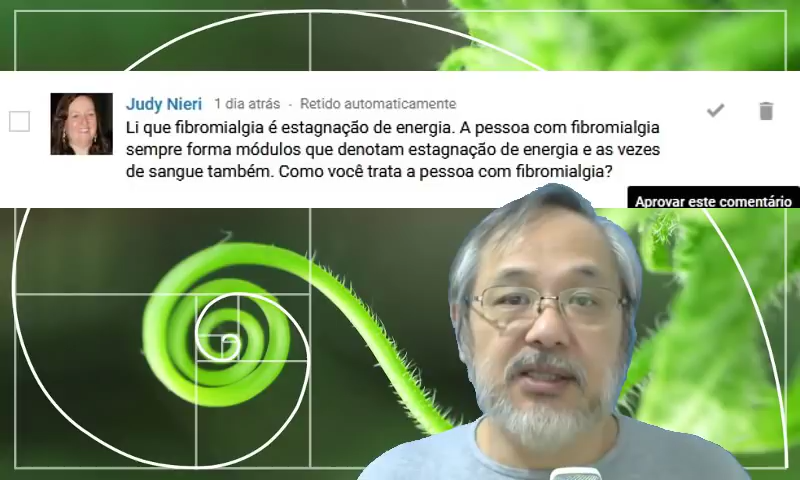 Judy Nieri 1 dia atrás · Retido automaticamente
Li que fibromialgia é estagnação de energia. A pessoa com fibromialgia
sempre forma módulos que denotam estagnação de energia e as vezes
de sangue também. Como você trata a pessoa com fibromialgia?
Aprovar este comentário